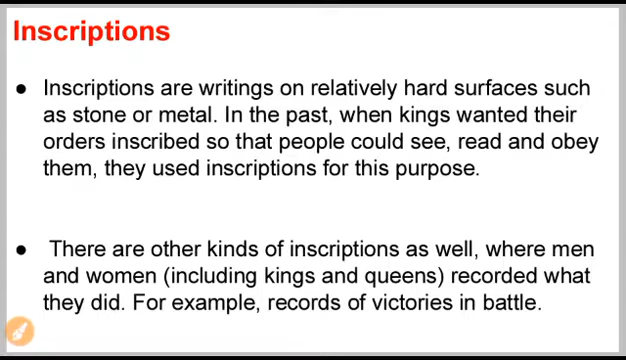 Inscriptions
● Inscriptions are writings on relatively hard surfaces such
as stone or metal. In the past, when kings wanted their
orders inscribed so that people could see, read and obey
them, they used inscriptions for this purpose.
● There are other kinds of inscriptions as well, where men
and women (including kings and queens) recorded what
they did. For example, records of victories in battle.